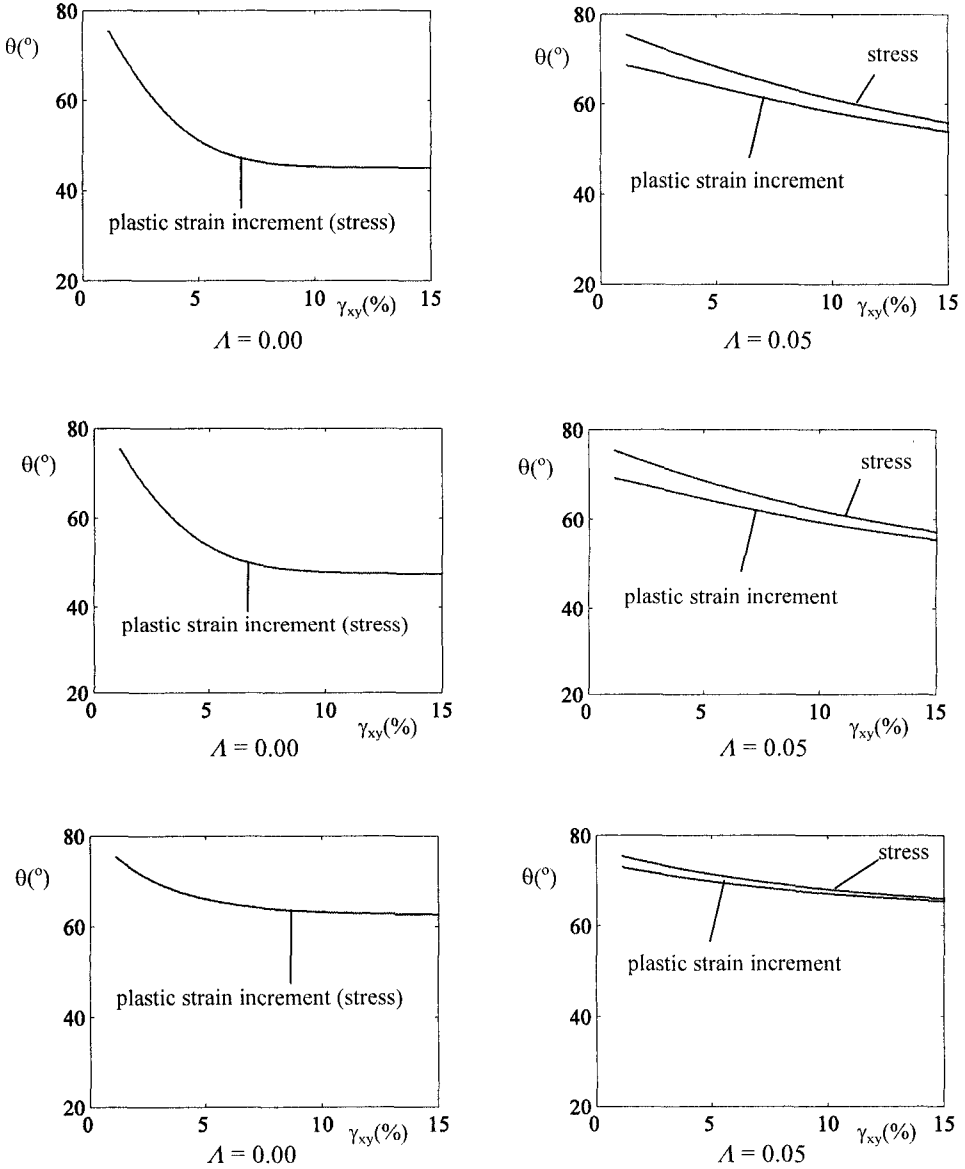 80
θ(º)
60
40
plastic strain increment (stress)
20
0
5
10
γxy(%)
15
Λ = 0.00
80
θ(º)
stress
60
plastic strain increment
40
20
0
5
10
γxy(%)
15
Λ = 0.05
80
θ(º)
60
40
plastic strain increment (stress)
20
0
5
10
γxy(%)
15
Λ = 0.00
80
θ(º)
stress
60
plastic strain increment
40
20
0
5
10
γxy(%)
15
Λ = 0.05
80
θ(º)
60
plastic strain increment (stress)
40
20
0
5
10
γxy(%)
15
Λ = 0.00
80
stress
θ(º)
60
plastic strain increment
40
20
0
5
10
γxy(%)
15
Λ = 0.05